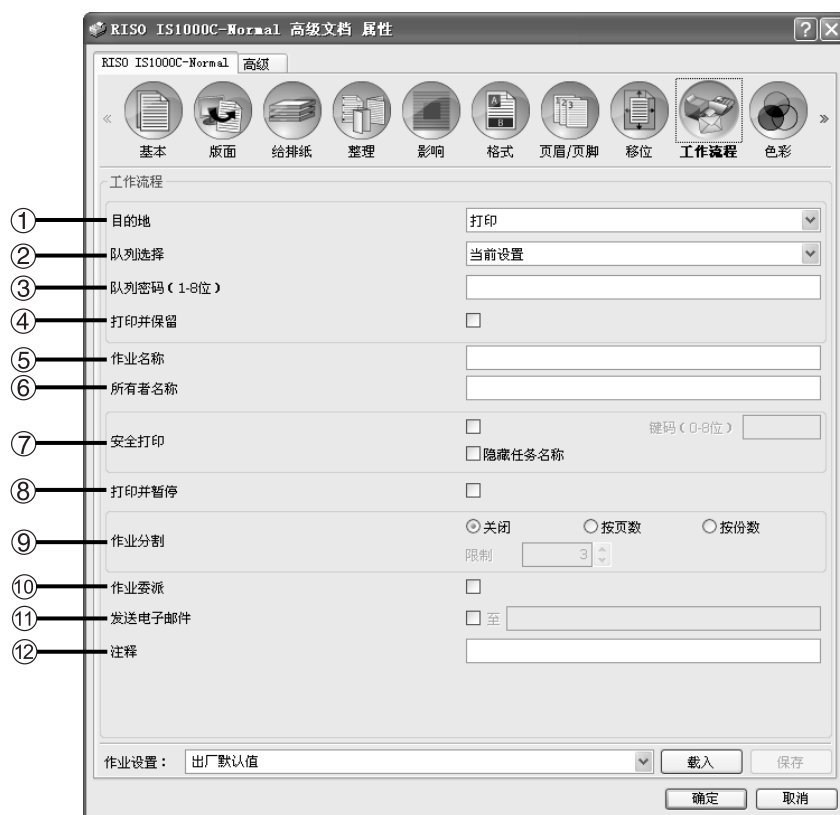 RISO IS1000C-Normal 高级文档 属性
RISO IS1000C-Normal 高级
« 基本 版面 给排纸 整理 影响 格式 页眉/页脚 移位 工作流程 色彩 »
工作流程
① 目的地 打印
② 队列选择 当前设置
③ 队列密码(1-8位)
④ 打印并保留
⑤ 作业名称
⑥ 所有者名称
⑦ 安全打印 键码(0-8位)
隐藏任务名称
⑧ 打印并暂停
⑨ 作业分割 关闭 按页数 按份数
限制 3
⑩ 作业委派
⑪ 发送电子邮件 至
⑫ 注释
作业设置: 出厂默认值 载入 保存
确定 取消